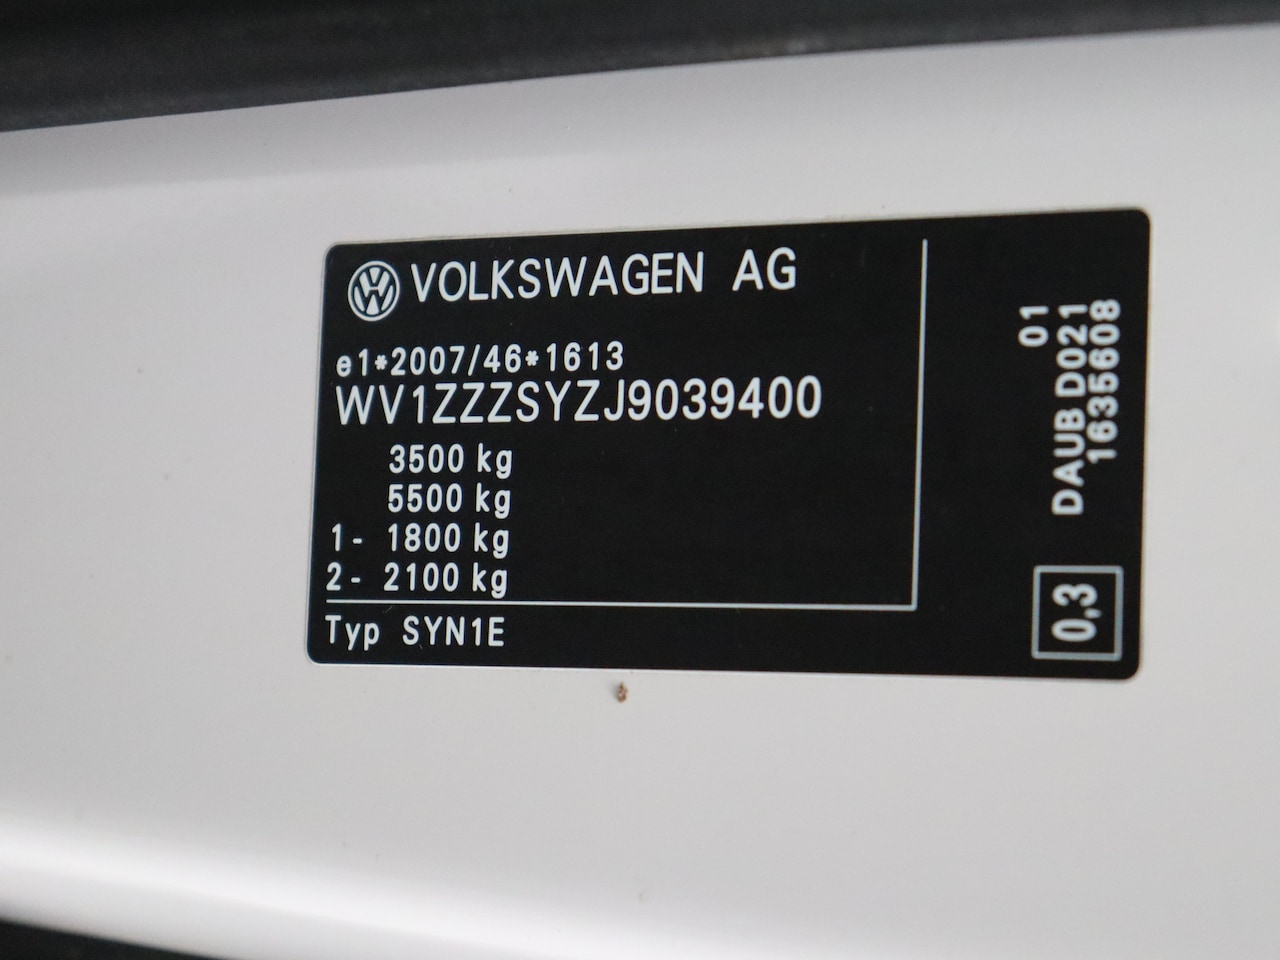 VOLKSWAGEN AG
e1*2007/46*1613
WV1ZZZSYZJ9039400
3500 kg
5500 kg
1- 1800 kg
2- 2100 kg
Typ SYN1E
01
DAUB D021
1635608
0,3